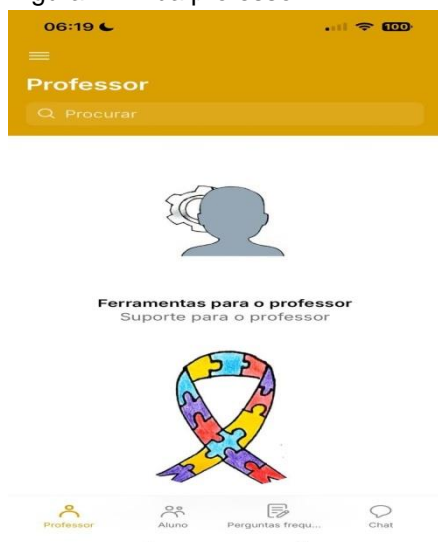 06:19
100
Professor
Procurar
Ferramentas para o professor
Suporte para o professor
Professor
Aluno
Perguntas frequ...
Chat